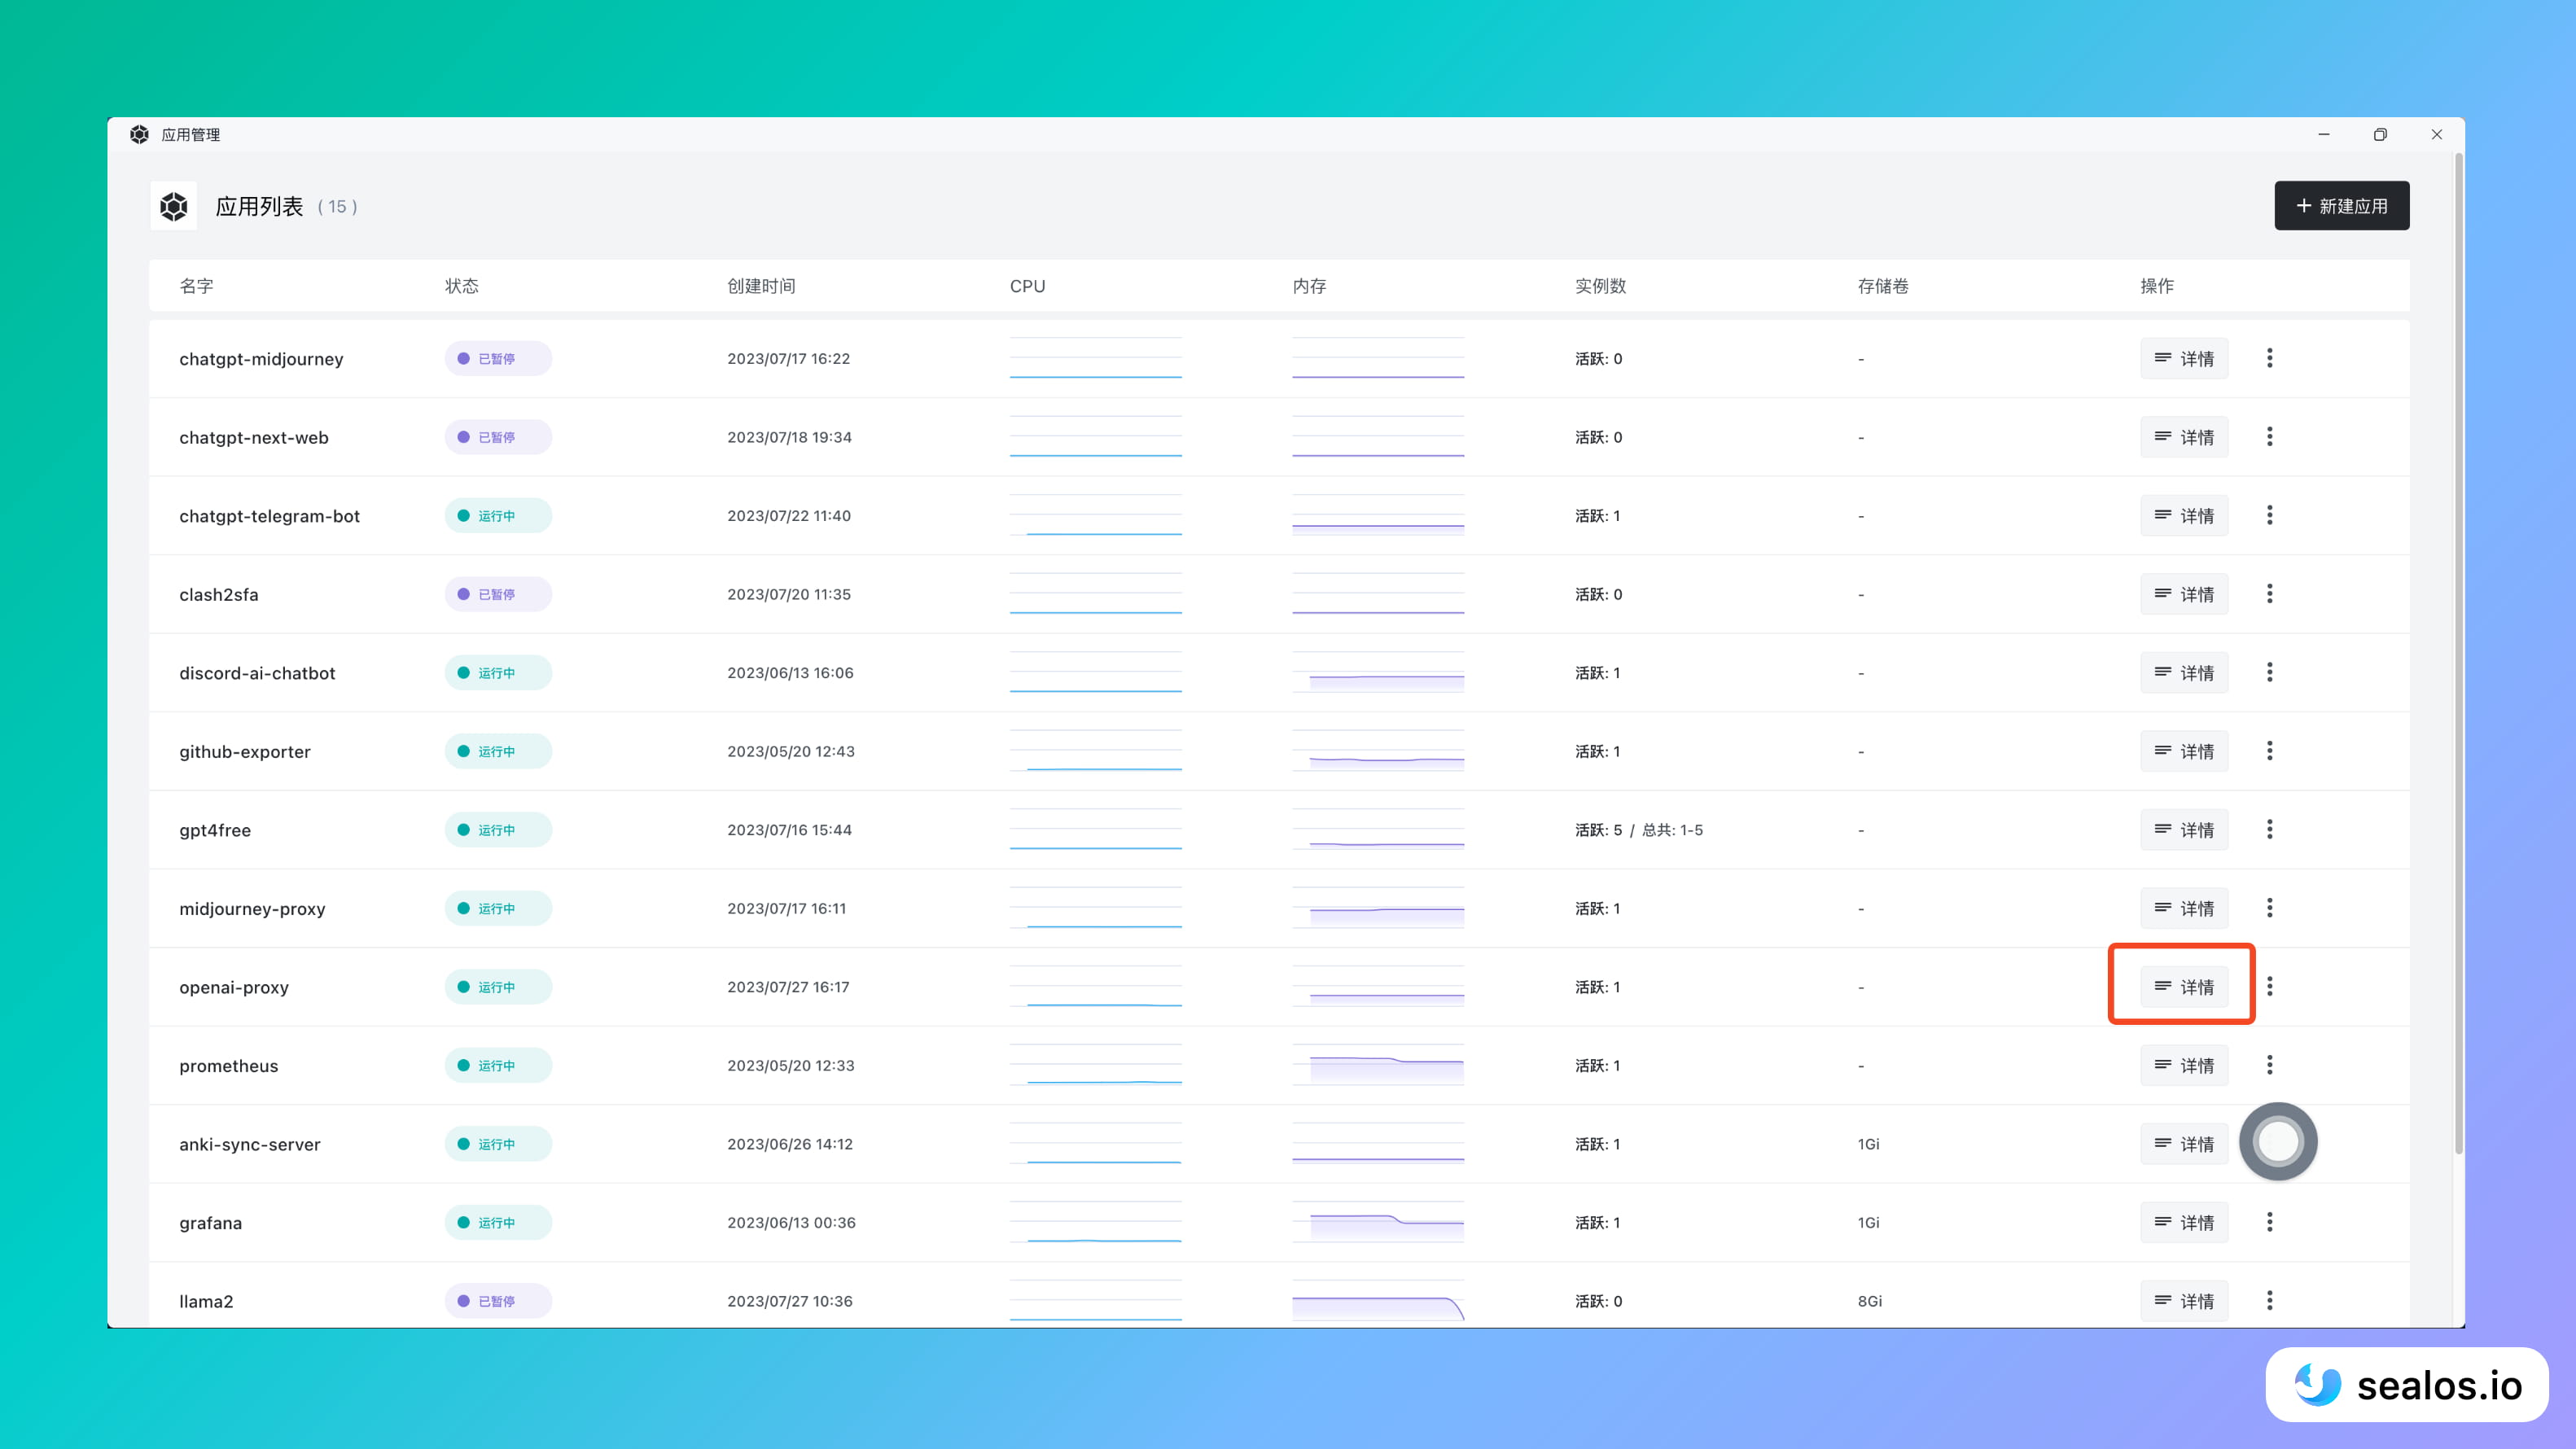 应用管理
应用列表 ( 15 )
+ 新建应用
名字 状态 创建时间 CPU 内存 实例数 存储卷 操作
chatgpt-midjourney 已暂停 2023/07/17 16:22 活跃: 0 - 详情
chatgpt-next-web 已暂停 2023/07/18 19:34 活跃: 0 - 详情
chatgpt-telegram-bot 运行中 2023/07/22 11:40 活跃: 1 - 详情
clash2sfa 已暂停 2023/07/20 11:35 活跃: 0 - 详情
discord-ai-chatbot 运行中 2023/06/13 16:06 活跃: 1 - 详情
github-exporter 运行中 2023/05/20 12:43 活跃: 1 - 详情
gpt4free 运行中 2023/07/16 15:44 活跃: 5 / 总共: 1-5 - 详情
midjourney-proxy 运行中 2023/07/17 16:11 活跃: 1 - 详情
openai-proxy 运行中 2023/07/27 16:17 活跃: 1 - 详情
prometheus 运行中 2023/05/20 12:33 活跃: 1 - 详情
anki-sync-server 运行中 2023/06/26 14:12 活跃: 1 1Gi 详情
grafana 运行中 2023/06/13 00:36 活跃: 1 1Gi 详情
llama2 已暂停 2023/07/27 10:36 活跃: 0 8Gi 详情
sealos.io